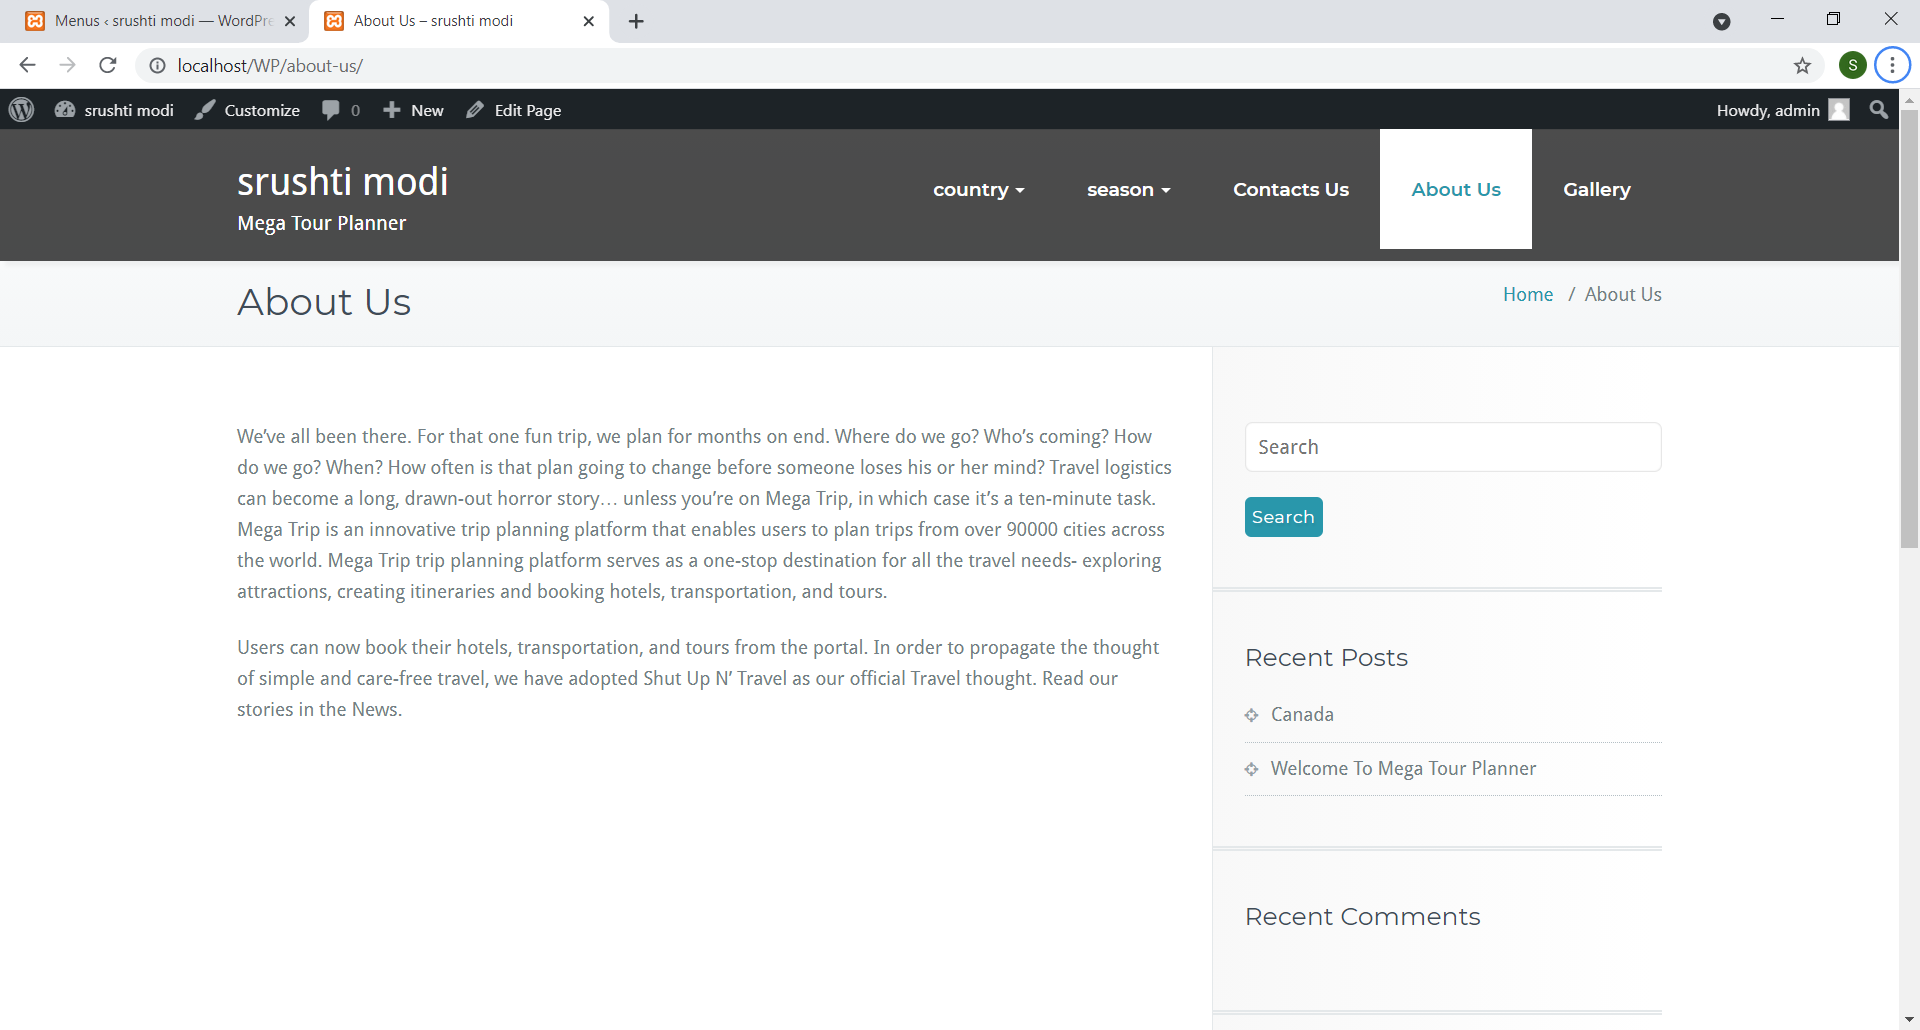 Menus ‹ srushti modi — WordPre
About Us – srushti modi
localhost/WP/about-us/
S
srushti modi
Customize
0
New
Edit Page
Howdy, admin
srushti modi
Mega Tour Planner
country
season
Contacts Us
About Us
Gallery
About Us
Home / About Us
We’ve all been there. For that one fun trip, we plan for months on end. Where do we go? Who’s coming? How
do we go? When? How often is that plan going to change before someone loses his or her mind? Travel logistics
can become a long, drawn-out horror story… unless you’re on Mega Trip, in which case it’s a ten-minute task.
Mega Trip is an innovative trip planning platform that enables users to plan trips from over 90000 cities across
the world. Mega Trip trip planning platform serves as a one-stop destination for all the travel needs- exploring
attractions, creating itineraries and booking hotels, transportation, and tours.
Users can now book their hotels, transportation, and tours from the portal. In order to propagate the thought
of simple and care-free travel, we have adopted Shut Up N’ Travel as our official Travel thought. Read our
stories in the News.
Search
Search
Recent Posts
Canada
Welcome To Mega Tour Planner
Recent Comments